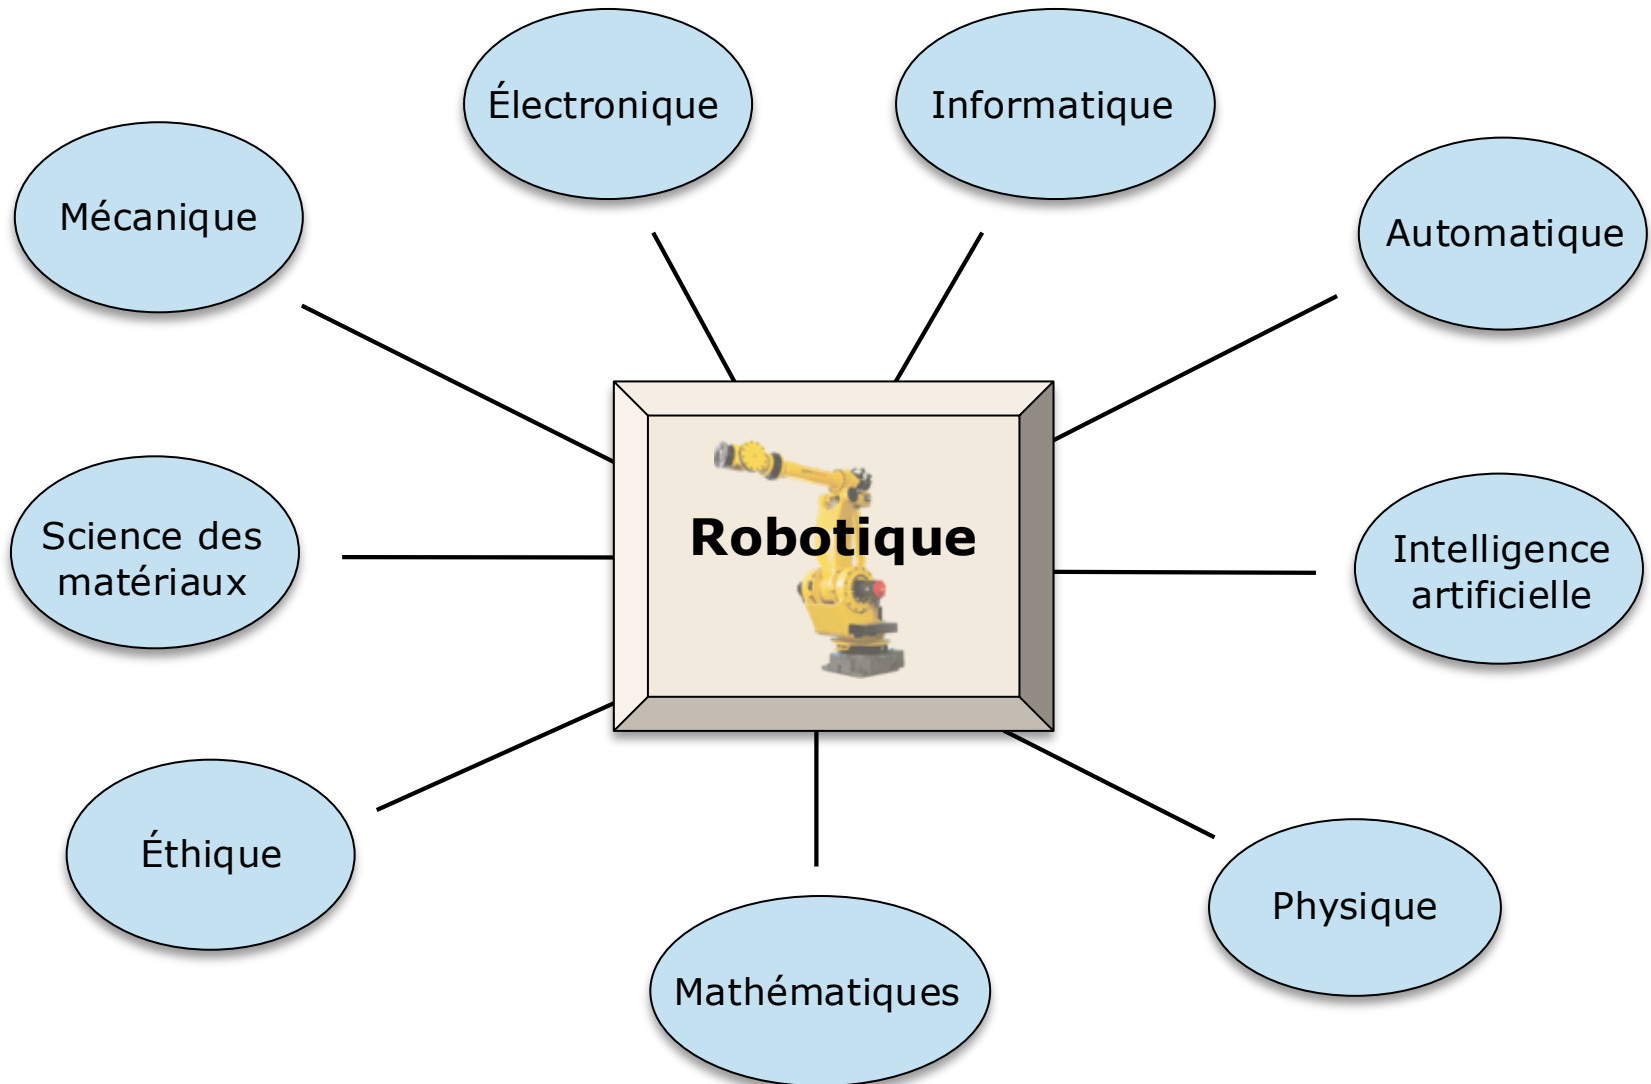 Électronique
Informatique
Mécanique
Automatique
Robotique
Science des
matériaux
Intelligence
artificielle
Éthique
Physique
Mathématiques